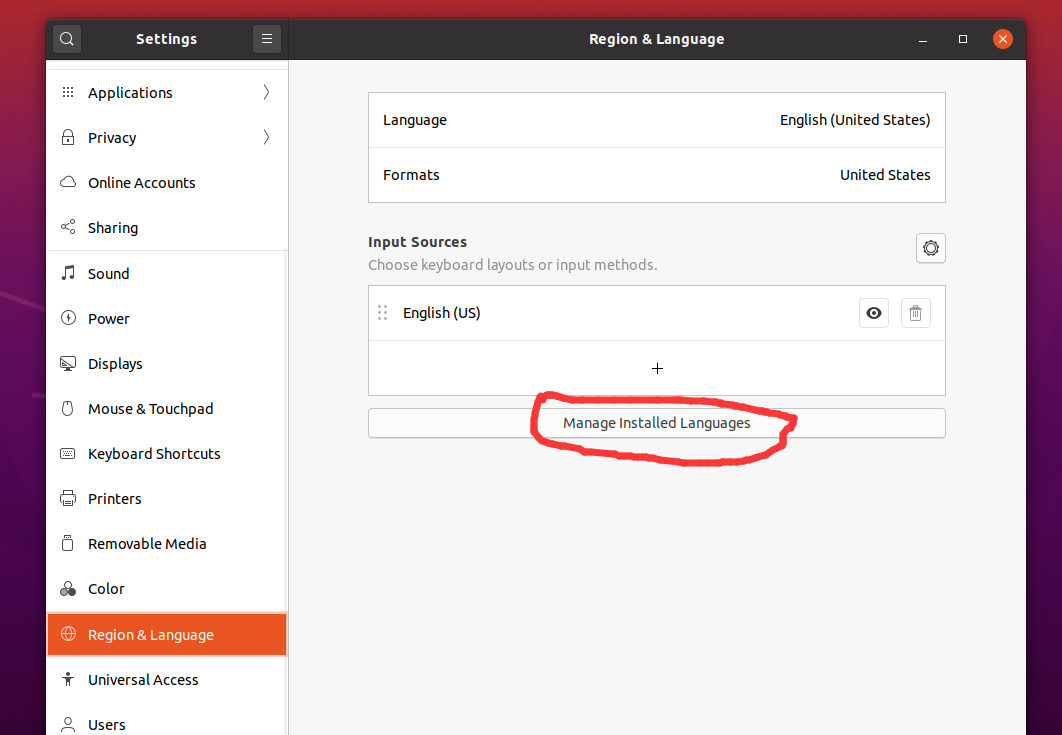 Settings
Region & Language
Applications
Privacy
Online Accounts
Sharing
Sound
Power
Displays
Mouse & Touchpad
Keyboard Shortcuts
Printers
Removable Media
Color
Region & Language
Universal Access
Users
Language English (United States)
Formats United States
Input Sources
Choose keyboard layouts or input methods.
English (US)
Manage Installed Languages